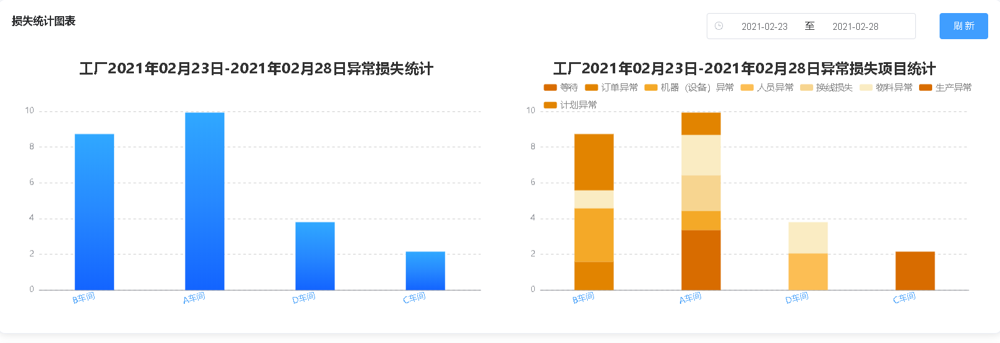 损失统计图表
2021-02-23 至 2021-02-28
刷 新
工厂2021年02月23日-2021年02月28日异常损失统计
10
8
6
4
2
0
B车间 A车间 D车间 C车间
工厂2021年02月23日-2021年02月28日异常损失项目统计
等待 订单异常 机器（设备）异常 人员异常 换线损失 物料异常 生产异常
计划异常
10
8
6
4
2
0
B车间 A车间 D车间 C车间